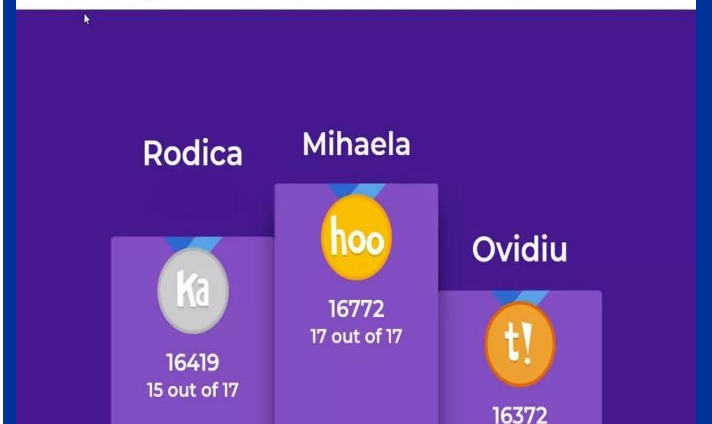 Rodica
Mihaela
Ovidiu
Ka
16419
15 out of 17
hoo
16772
17 out of 17
t!
16372